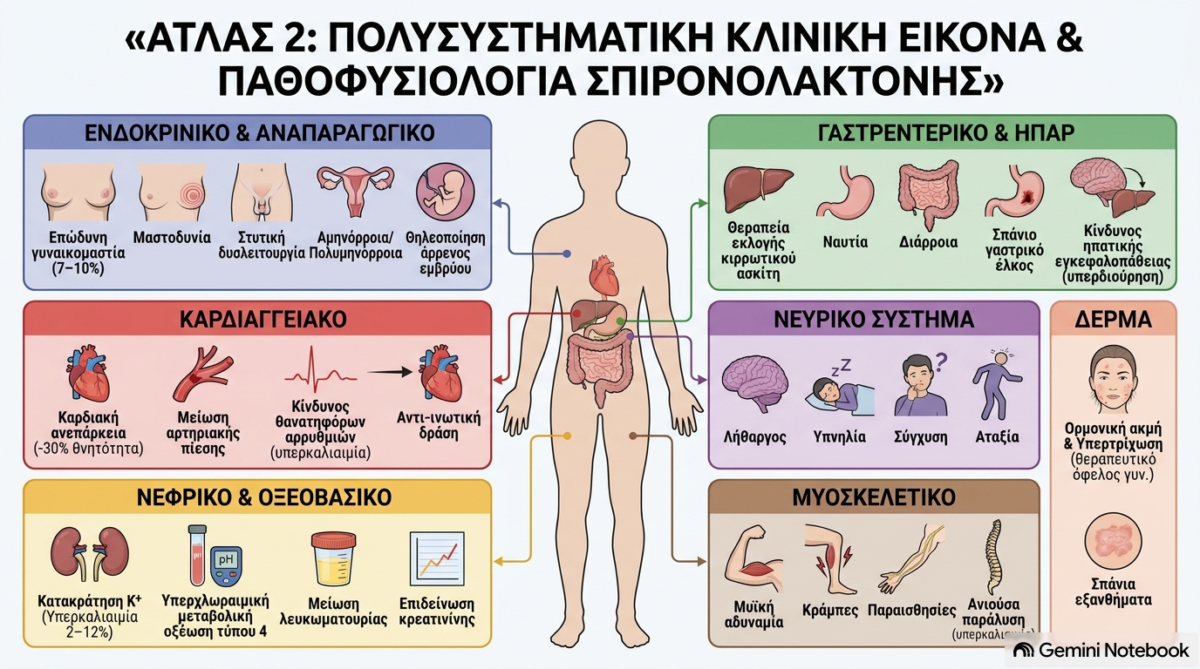 «ΑΤΛΑΣ 2: ΠΟΛΥΣΥΣΤΗΜΑΤΙΚΗ ΚΛΙΝΙΚΗ ΕΙΚΟΝΑ &
ΠΑΘΟΦΥΣΙΟΛΟΓΙΑ ΣΠΙΡΟΝΟΛΑΚΤΟΝΗΣ»
ΕΝΔΟΚΡΙΝΙΚΟ & ΑΝΑΠΑΡΑΓΩΓΙΚΟ
Επώδυνη
γυναικομαστία
(7–10%)
Μαστοδυνία
Στυτική
δυσλειτουργία
Αμηνόρροια/
Πολυμηνόρροια
Θηλεοποίηση
άρρενος
εμβρύου
ΓΑΣΤΡΕΝΤΕΡΙΚΟ & ΗΠΑΡ
Θεραπεία
εκλογής
κιρρωτικού
ασκίτη
Ναυτία
Διάρροια
Σπάνιο
γαστρικό
έλκος
Κίνδυνος
ηπατικής
εγκεφαλοπάθειας
(υπερδιούρηση)
ΚΑΡΔΙΑΓΓΕΙΑΚΟ
Καρδιακή
ανεπάρκεια
(-30% θνητότητα)
Μείωση
αρτηριακής
πίεσης
Κίνδυνος
θανατηφόρων
αρρυθμιών
(υπερκαλιαιμία)
Αντι-ινωτική
δράση
ΝΕΥΡΙΚΟ ΣΥΣΤΗΜΑ
Λήθαργος
zZ
Υπνηλία
?
Σύγχυση
Αταξία
ΔΕΡΜΑ
Ορμονική ακμή
& Υπερτρίχωση
(θεραπευτικό
όφελος γυν.)
Σπάνια
εξανθήματα
ΝΕΦΡΙΚΟ & ΟΞΕΟΒΑΣΙΚΟ
Κατακράτηση K⁺
(Υπερκαλιαιμία
2–12%)
pH
pH
Υπερχλωραιμική
μεταβολική
οξέωση τύπου 4
Μείωση
λευκωματουρίας
Επιδείνωση
κρεατινίνης
ΜΥΟΣΚΕΛΕΤΙΚΟ
Μυϊκή
αδυναμία
Κράμπες
Παραισθησίες
Ανιούσα
παράλυση
(υπερκαλιαιμία)
Gemini Notebook